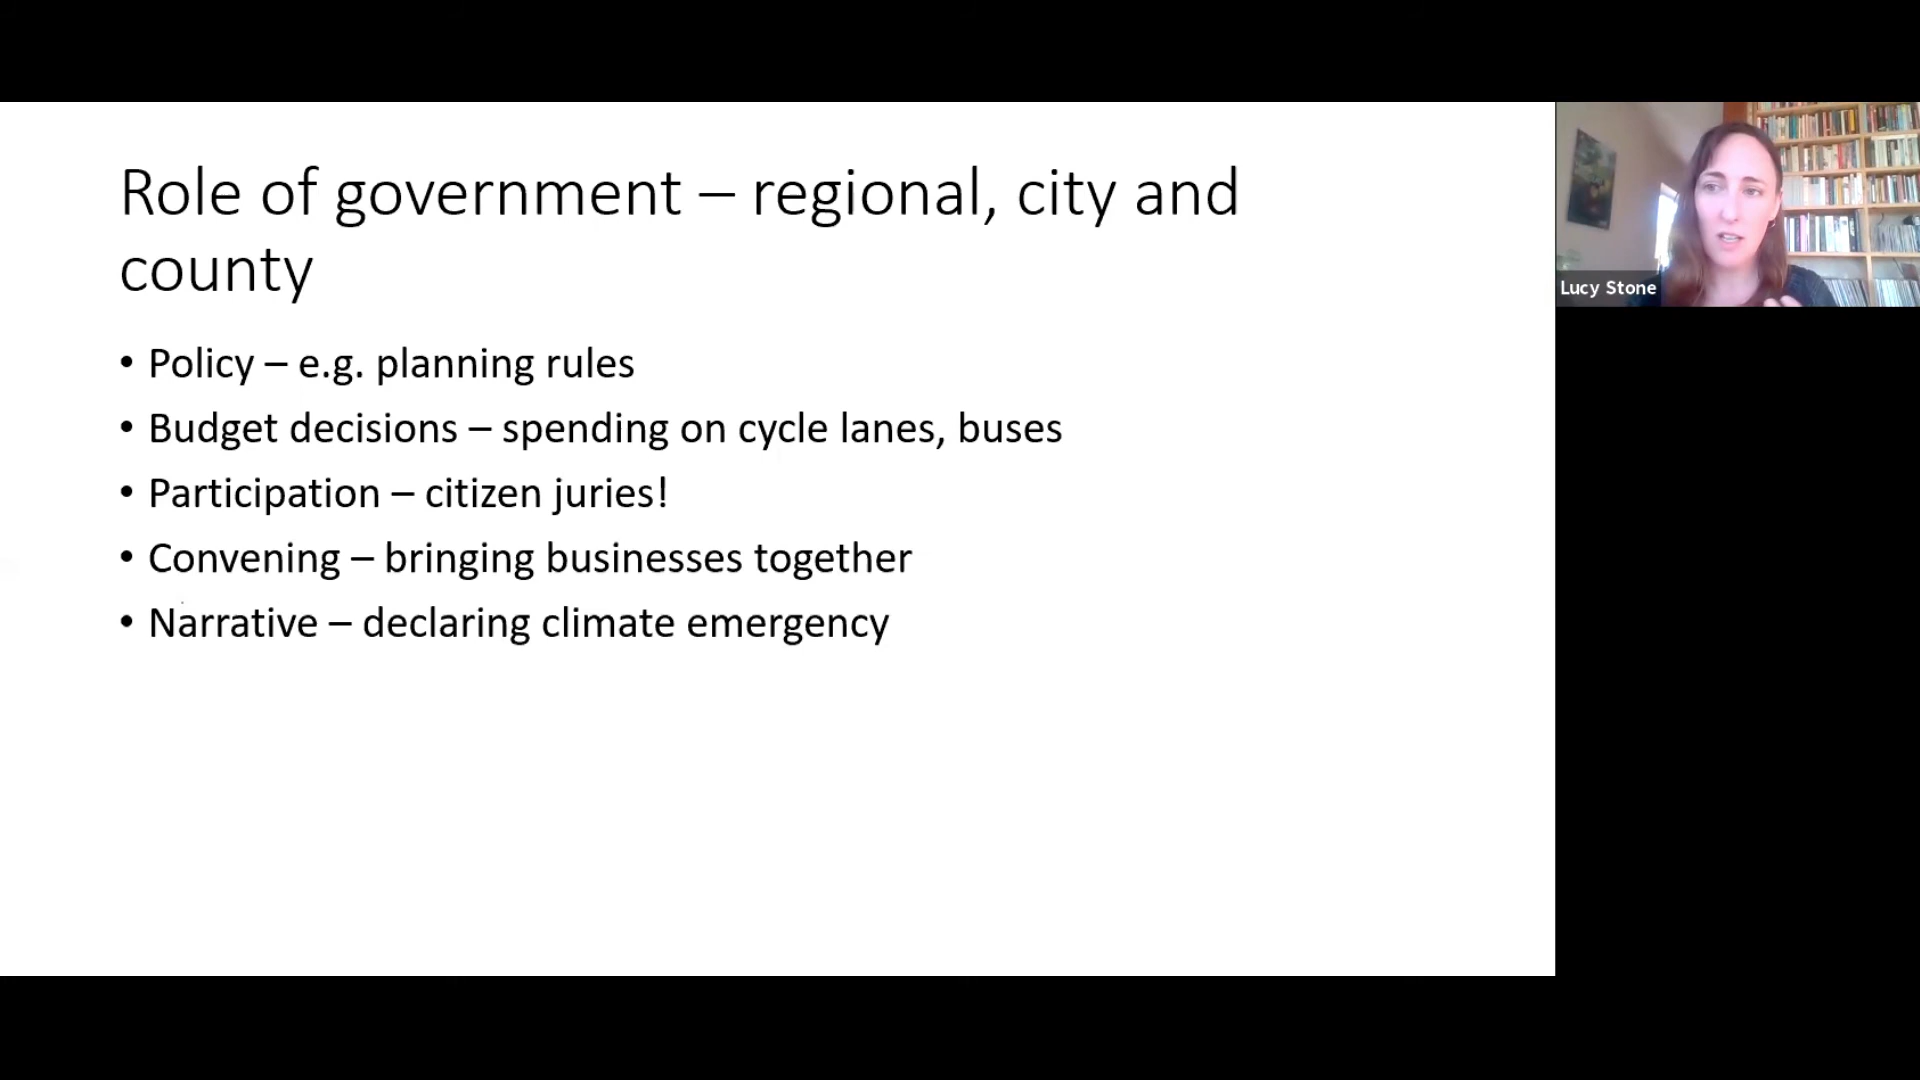 Role of government – regional, city and
county
• Policy – e.g. planning rules
• Budget decisions – spending on cycle lanes, buses
• Participation – citizen juries!
• Convening – bringing businesses together
• Narrative – declaring climate emergency
Lucy Stone